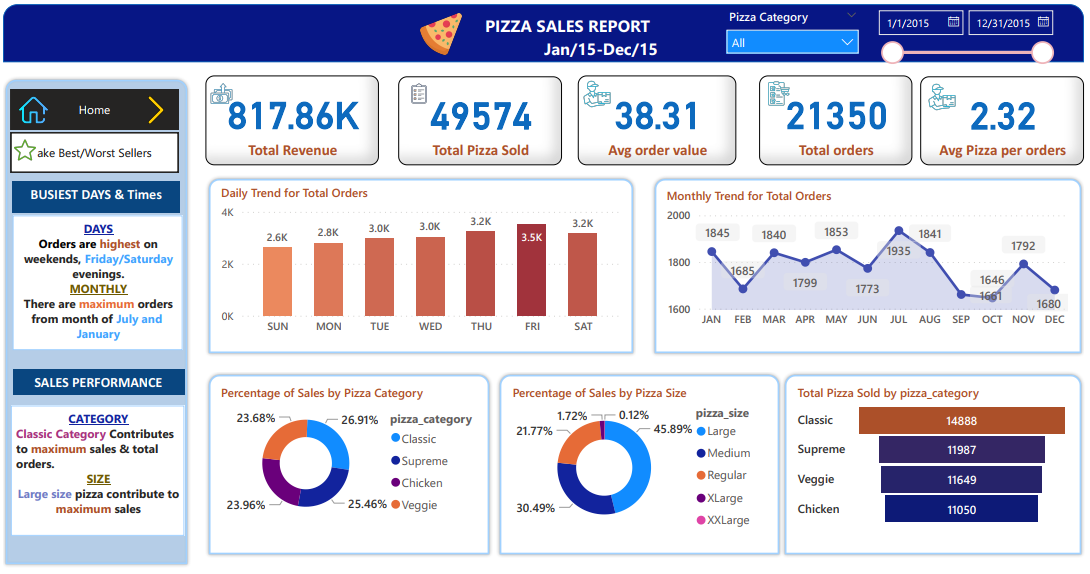 PIZZA SALES REPORT
Jan/15-Dec/15
Pizza Category
All
1/1/2015
12/31/2015
Home
ake Best/Worst Sellers
BUSIEST DAYS & Times
DAYS
Orders are highest on
weekends, Friday/Saturday
evenings.
MONTHLY
There are maximum orders
from month of July and
January
SALES PERFORMANCE
CATEGORY
Classic Category Contributes
to maximum sales & total
orders.
SIZE
Large size pizza contribute to
maximum sales
817.86K
Total Revenue
49574
Total Pizza Sold
38.31
Avg order value
21350
Total orders
2.32
Avg Pizza per orders
Daily Trend for Total Orders
4K
2K
0K
2.6K
2.8K
3.0K
3.0K
3.2K
3.5K
3.2K
SUN
MON
TUE
WED
THU
FRI
SAT
Monthly Trend for Total Orders
2000
1800
1600
1845
1685
1840
1799
1853
1773
1935
1841
1661
1646
1792
1680
JAN
FEB
MAR
APR
MAY
JUN
JUL
AUG
SEP
OCT
NOV
DEC
Percentage of Sales by Pizza Category
23.68%
26.91%
23.96%
25.46%
pizza_category
Classic
Supreme
Chicken
Veggie
Percentage of Sales by Pizza Size
1.72%
0.12%
21.77%
45.89%
30.49%
pizza_size
Large
Medium
Regular
XLarge
XXLarge
Total Pizza Sold by pizza_category
Classic
14888
Supreme
11987
Veggie
11649
Chicken
11050